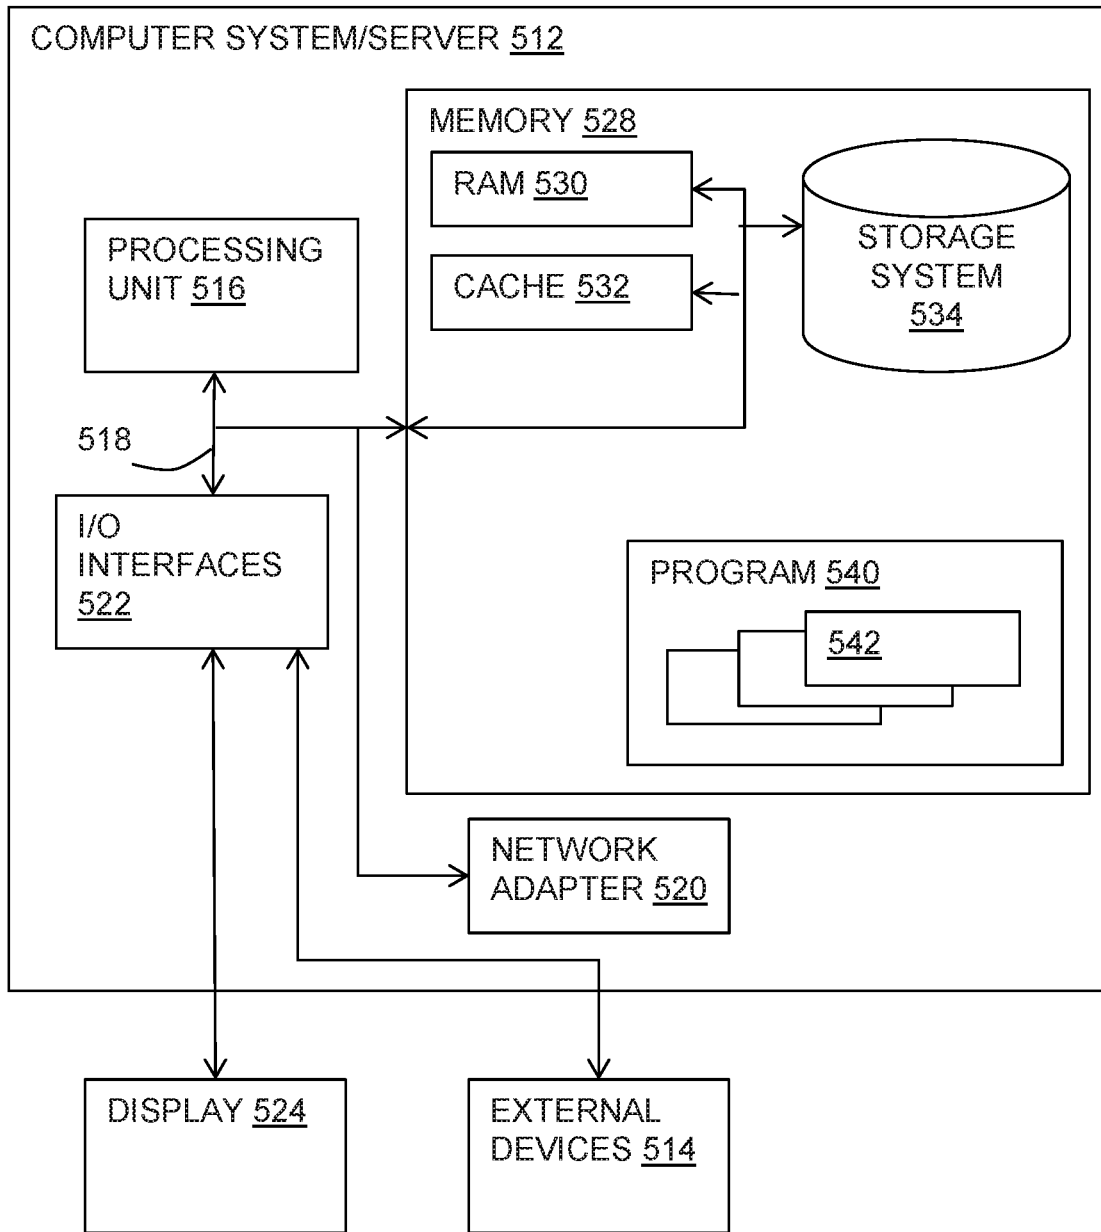 COMPUTER SYSTEM/SERVER 512
MEMORY 528
RAM 530
CACHE 532
STORAGE
SYSTEM
534
PROCESSING
UNIT 516
518
I/O
INTERFACES
522
PROGRAM 540
542
NETWORK
ADAPTER 520
DISPLAY 524
EXTERNAL
DEVICES 514